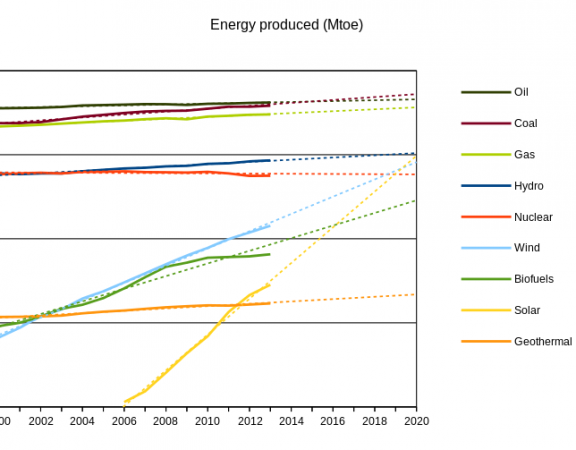 Energy produced (Mtoe)
Oil
Coal
Gas
Hydro
Nuclear
Wind
Biofuels
Solar
Geothermal
00 2002 2004 2006 2008 2010 2012 2014 2016 2018 2020